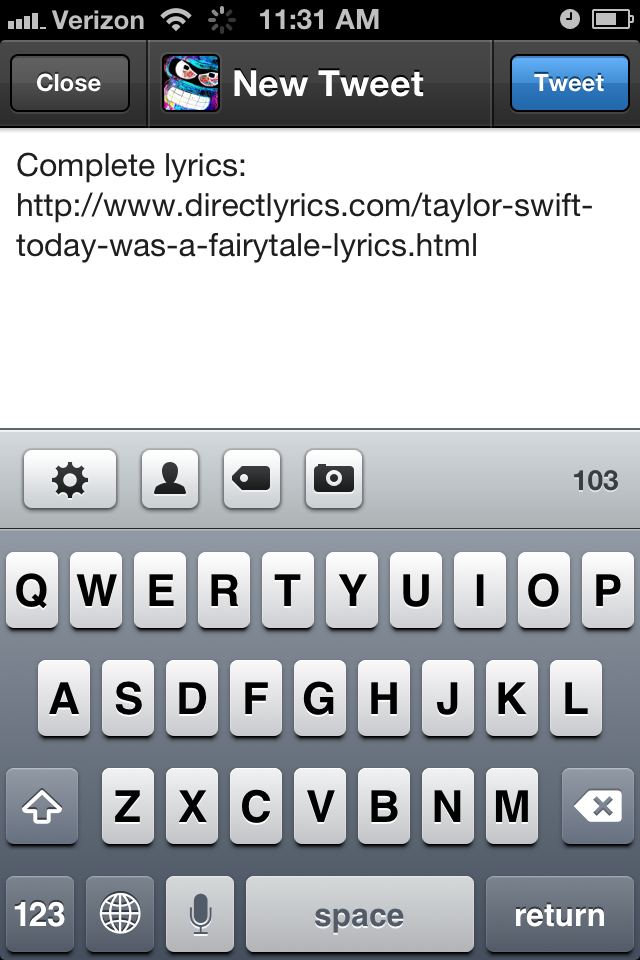 Verizon 11:31 AM
Close New Tweet Tweet
Complete lyrics:
http://www.directlyrics.com/taylor-swift-
today-was-a-fairytale-lyrics.html
103
Q W E R T Y U I O P
A S D F G H J K L
Z X C V B N M
123 space return